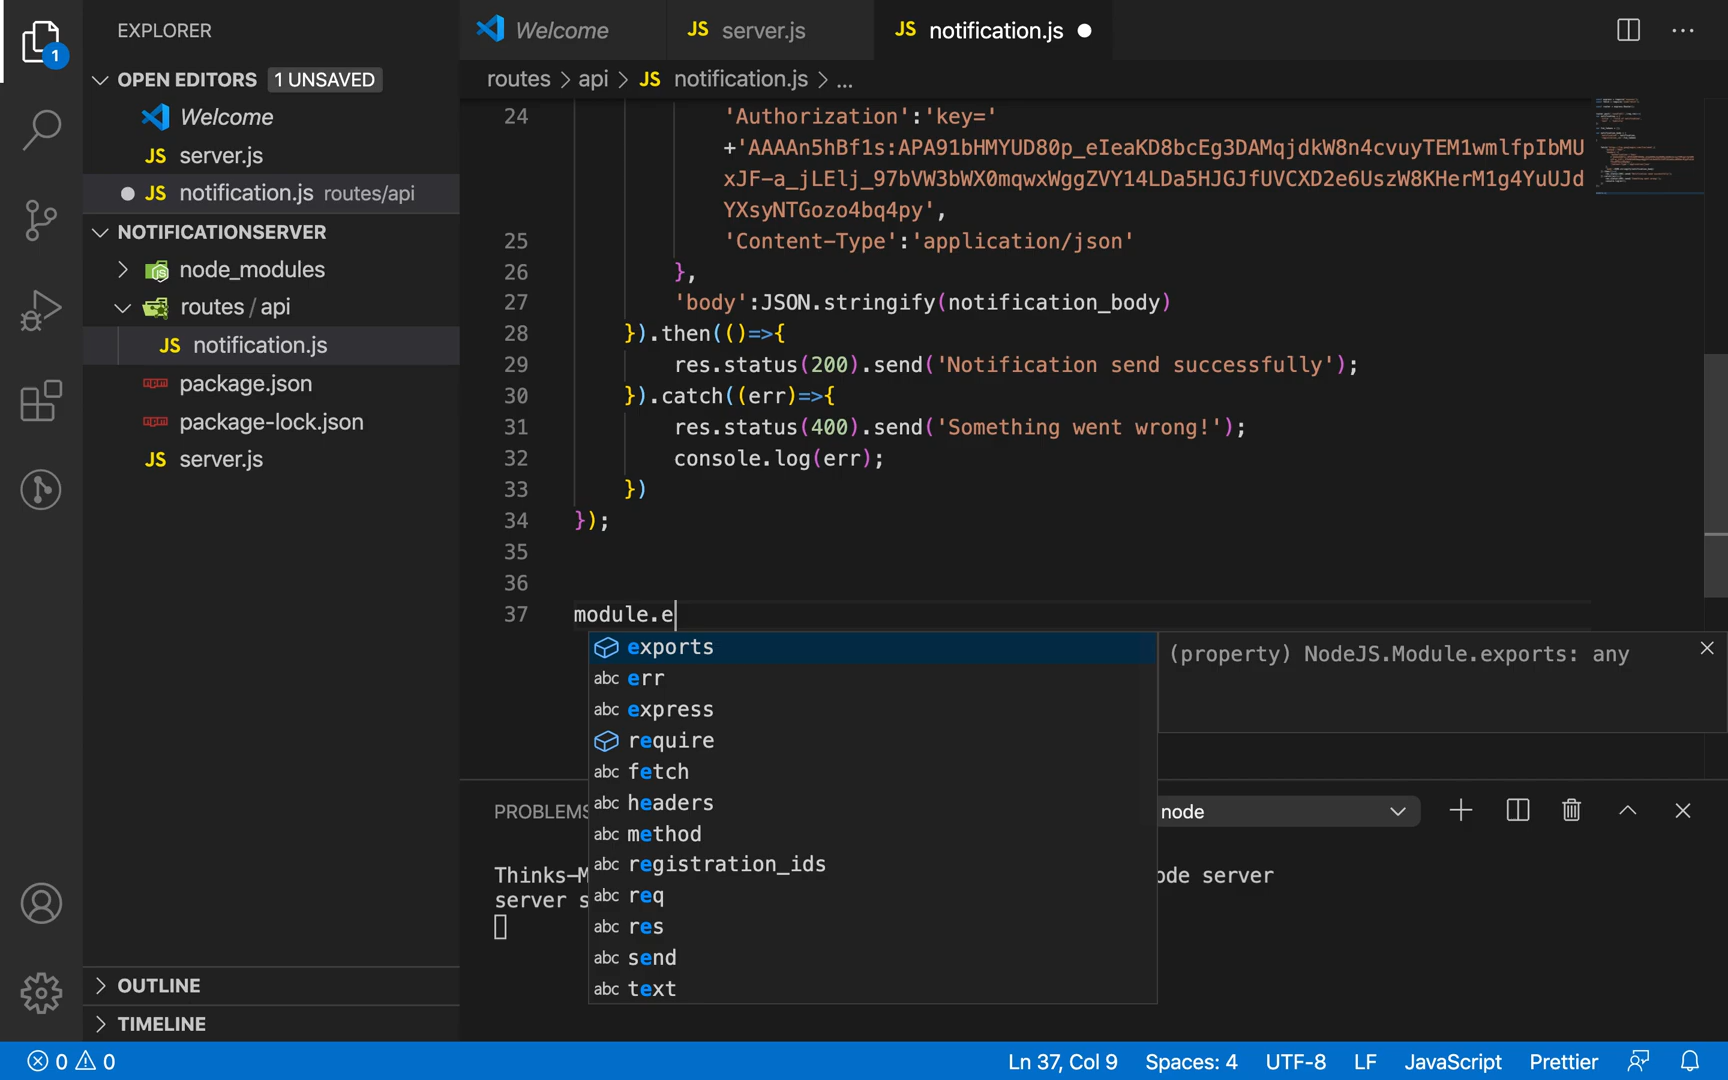 EXPLORER
Welcome
JS server.js
JS notification.js
1
OPEN EDITORS 1 UNSAVED
Welcome
JS server.js
JS notification.js routes/api
NOTIFICATIONSERVER
node_modules
routes / api
JS notification.js
package.json
package-lock.json
JS server.js
OUTLINE
TIMELINE
routes > api > JS notification.js > ...
24 'Authorization':'key='
+'AAAAn5hBf1s:APA91bHMYUD80p_eIeaKD8bcEg3DAMqjdkW8n4cvuyTEM1wmlfpIbMU
xJF-a_jLElj_97bVW3bWX0mqwxWggZVY14LDa5HJGJfUVCXD2e6UszW8KHerM1g4YuUJd
YXsyNTGozo4bq4py',
25 'Content-Type':'application/json'
26 },
27 'body':JSON.stringify(notification_body)
28 }).then(()=>{
29 res.status(200).send('Notification send successfully');
30 }).catch((err)=>{
31 res.status(400).send('Something went wrong!');
32 console.log(err);
33 })
34 });
35
36
37 module.e
exports
abc err
abc express
require
abc fetch
abc headers
abc method
abc registration_ids
abc req
abc res
abc send
abc text
(property) NodeJS.Module.exports: any
PROBLEMS
node
Thinks-M
ode server
server s
0 0
Ln 37, Col 9 Spaces: 4 UTF-8 LF JavaScript Prettier